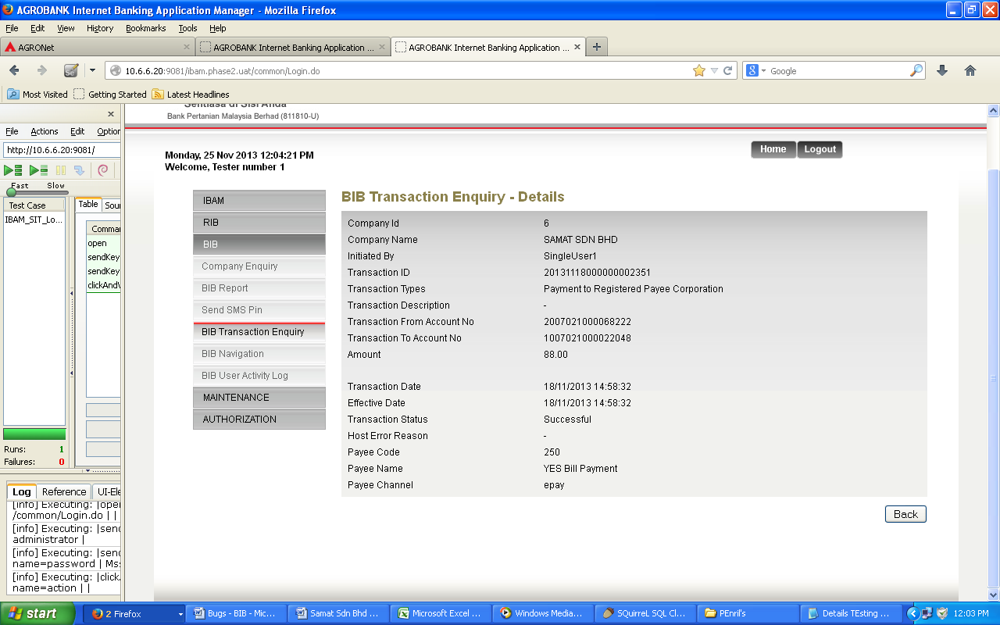 AGROBANK Internet Banking Application Manager - Mozilla Firefox
File Edit View History Bookmarks Tools Help
AGRONet
AGROBANK Internet Banking Application ...
AGROBANK Internet Banking Application ...
10.6.6.20:9081/ibam.phase2.uat/common/Login.do
Google
Most Visited Getting Started Latest Headlines
File Actions Edit Option
http://10.6.6.20:9081/
Fast Slow
Test Case
IBAM_SIT_Lo...
Table Sour
Comma
open
sendKey
sendKey
clickAndV
Runs: 1
Failures: 0
Log Reference UI-Ele
[info] Executing: |ope
/common/Login.do | |
[info] Executing: |sen
administrator |
[info] Executing: |sen
name=password | Mss
[info] Executing: |click
name=action | |
Sentiasa di Sisi Anda
Bank Pertanian Malaysia Berhad (811810-U)
Home Logout
Monday, 25 Nov 2013 12:04:21 PM
Welcome, Tester number 1
IBAM
RIB
BIB
Company Enquiry
BIB Report
Send SMS Pin
BIB Transaction Enquiry
BIB Navigation
BIB User Activity Log
MAINTENANCE
AUTHORIZATION
BIB Transaction Enquiry - Details
Company Id 6
Company Name SAMAT SDN BHD
Initiated By SingleUser1
Transaction ID 20131118000000002351
Transaction Types Payment to Registered Payee Corporation
Transaction Description -
Transaction From Account No 2007021000068222
Transaction To Account No 1007021000022048
Amount 88.00
Transaction Date 18/11/2013 14:58:32
Effective Date 18/11/2013 14:58:32
Transaction Status Successful
Host Error Reason -
Payee Code 250
Payee Name YES Bill Payment
Payee Channel epay
Back
start 2 Firefox Bugs - BIB - Mic... Samat Sdn Bhd ... Microsoft Excel ... Windows Media... SQuirreL SQL Cl... PEnril's Details TEsting ... 12:03 PM